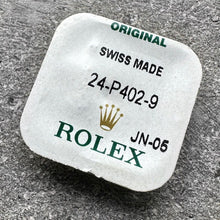 ORIGINAL
SWISS MADE
24-P402-9
ROLEX
JN-05